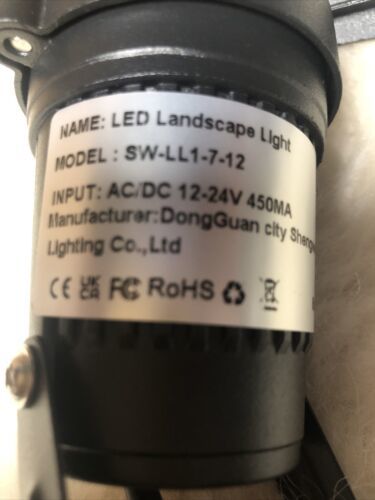 NAME: LED Landscape Light
MODEL : SW-LL1-7-12
INPUT: AC/DC 12-24V 450MA
Manufacturer:DongGuan city
Lighting Co.,Ltd
CE UK CA FC RoHS